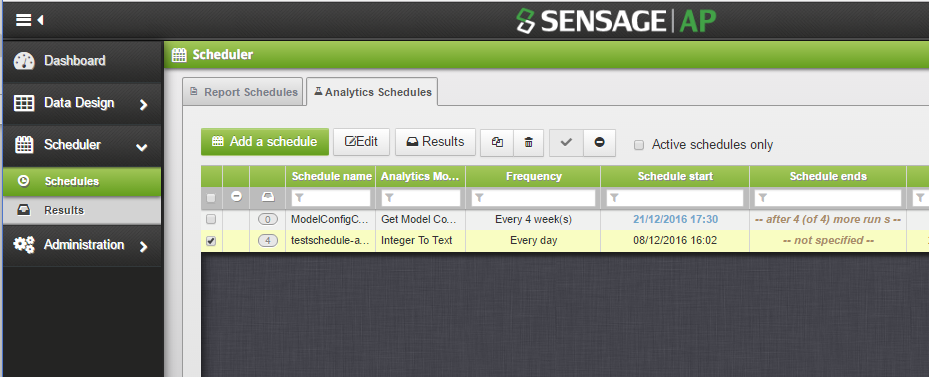 SENSAGE AP
Dashboard
Data Design
Scheduler
Schedules
Results
Administration
Scheduler
Report Schedules
Analytics Schedules
Add a schedule
Edit
Results
Active schedules only
Schedule name Analytics Mo... Frequency Schedule start Schedule ends
0 ModelConfigC... Get Model Co... Every 4 week(s) 21/12/2016 17:30 -- after 4 (of 4) more run s --
4 testschedule-a... Integer To Text Every day 08/12/2016 16:02 -- not specified --